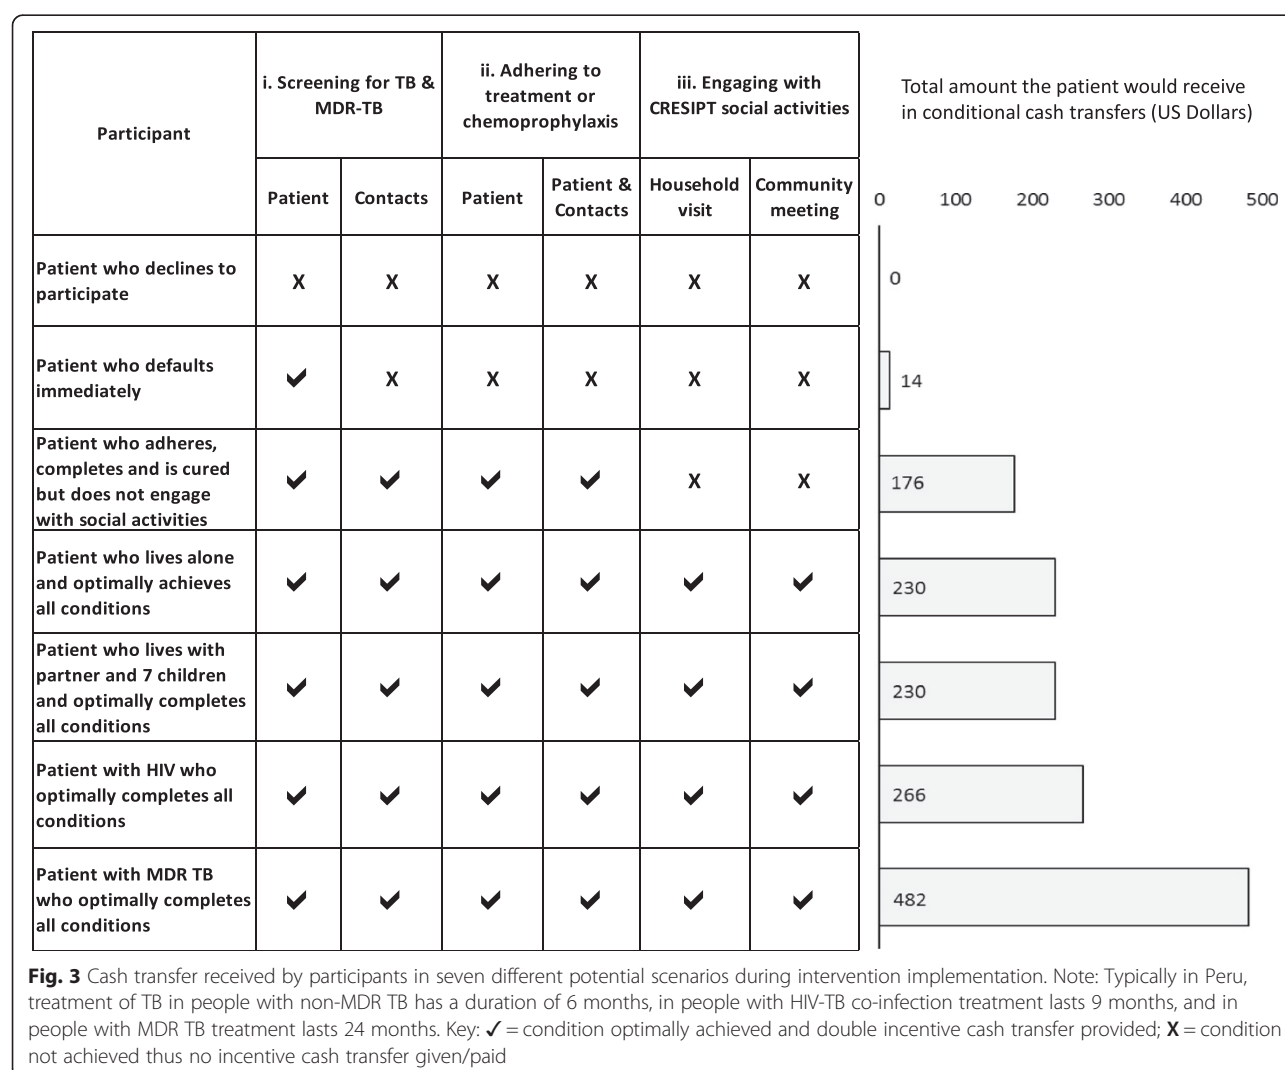 Participant
i. Screening for TB &
MDR-TB
ii. Adhering to
treatment or
chemoprophylaxis
iii. Engaging with
CRESIPT social activities
Patient
Contacts
Patient
Patient &
Contacts
Household
visit
Community
meeting
Total amount the patient would receive
in conditional cash transfers (US Dollars)
0 100 200 300 400 500
Patient who declines to
participate
X X X X X X
0
Patient who defaults
immediately
✔ X X X X X
14
Patient who adheres,
completes and is cured
but does not engage
with social activities
✔ ✔ ✔ ✔ X X
176
Patient who lives alone
and optimally achieves
all conditions
✔ ✔ ✔ ✔ ✔ ✔
230
Patient who lives with
partner and 7 children
and optimally completes
all conditions
✔ ✔ ✔ ✔ ✔ ✔
230
Patient with HIV who
optimally completes all
conditions
✔ ✔ ✔ ✔ ✔ ✔
266
Patient with MDR TB
who optimally completes
all conditions
✔ ✔ ✔ ✔ ✔ ✔
482
Fig. 3 Cash transfer received by participants in seven different potential scenarios during intervention implementation. Note: Typically in Peru,
treatment of TB in people with non-MDR TB has a duration of 6 months, in people with HIV-TB co-infection treatment lasts 9 months, and in
people with MDR TB treatment lasts 24 months. Key: ✓ = condition optimally achieved and double incentive cash transfer provided; X = condition
not achieved thus no incentive cash transfer given/paid